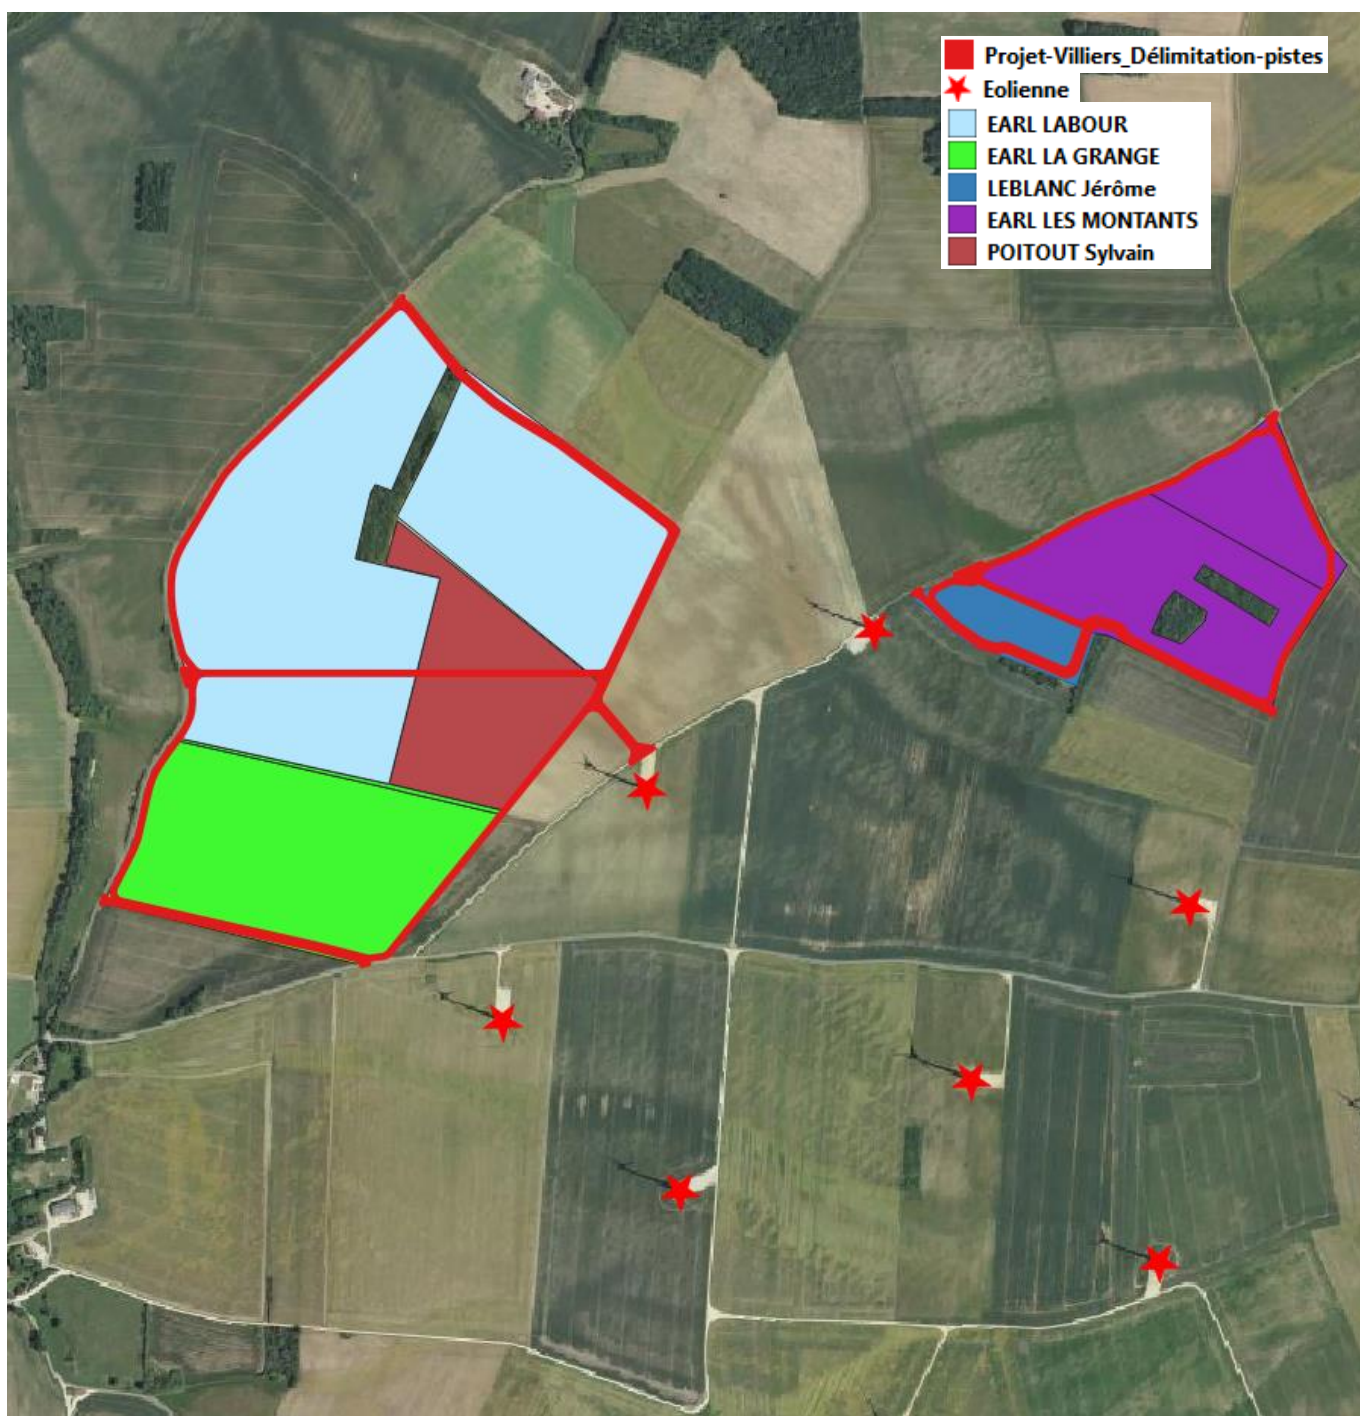 Projet-Villiers_Délimitation-pistes
Eolienne
EARL LABOUR
EARL LA GRANGE
LEBLANC Jérôme
EARL LES MONTANTS
POITOUT Sylvain